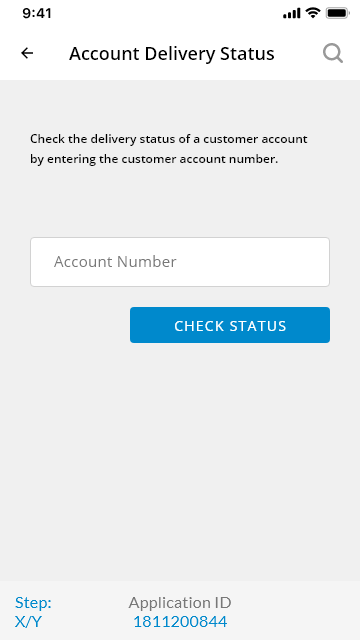 9:41
Account Delivery Status
Check the delivery status of a customer account
by entering the customer account number.
Account Number
CHECK STATUS
Step:
X/Y
Application ID
1811200844